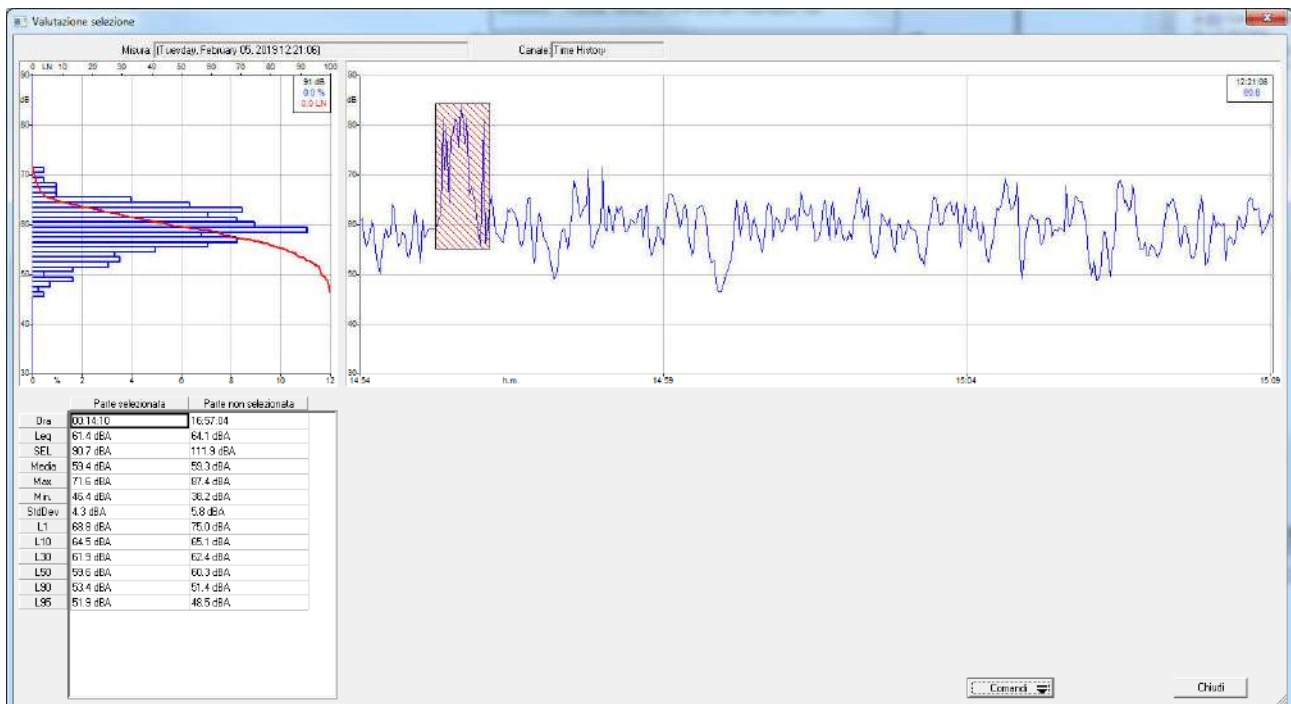 Valutazione selezione
Misura: (Tuesday, February 05, 2019 12:21:06)
Canale: Time History
0 LN 10 20 30 40 50 60 70 80 90 100
90
dB
80
70
60
50
40
30
91 dB
0.0 %
0.0 LN
0 % 2 4 6 8 10 12
90
dB
80
70
60
50
40
30
12:21:06
14:54 h.m. 14:59 15:04 15:09
Parte selezionata Parte non selezionata
Ora 00:14:10 16:57:04
Leq 61.4 dBA 64.1 dBA
SEL 90.7 dBA 111.9 dBA
Media 59.4 dBA 59.3 dBA
Max 71.6 dBA 87.4 dBA
Min. 46.4 dBA 38.2 dBA
StdDev 4.3 dBA 5.8 dBA
L1 68.8 dBA 75.0 dBA
L10 64.5 dBA 65.1 dBA
L30 61.9 dBA 62.4 dBA
L50 59.6 dBA 60.3 dBA
L90 53.4 dBA 51.4 dBA
L95 51.9 dBA 48.5 dBA
Comandi
Chiudi